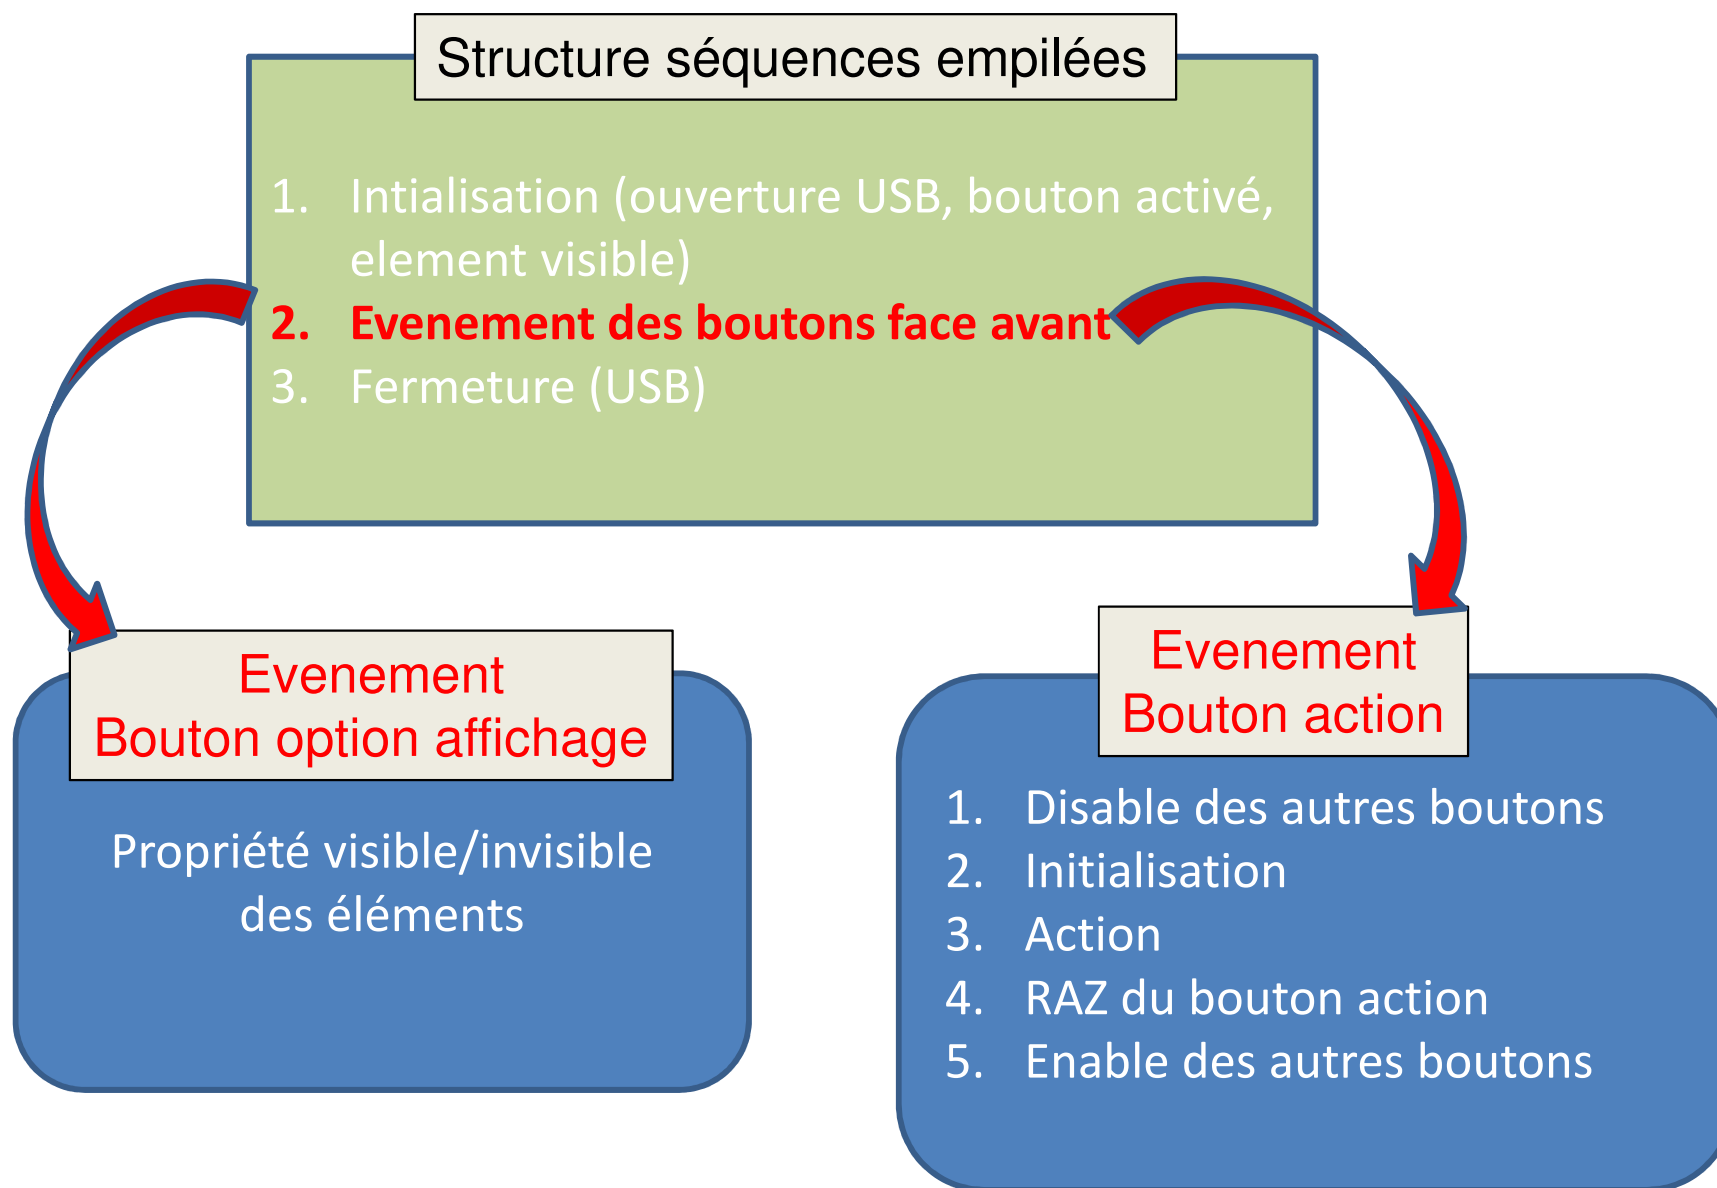 Structure séquences empilées
1. Intialisation (ouverture USB, bouton activé,
element visible)
2. Evenement des boutons face avant
3. Fermeture (USB)
Evenement
Bouton option affichage
Propriété visible/invisible
des éléments
Evenement
Bouton action
1. Disable des autres boutons
2. Initialisation
3. Action
4. RAZ du bouton action
5. Enable des autres boutons